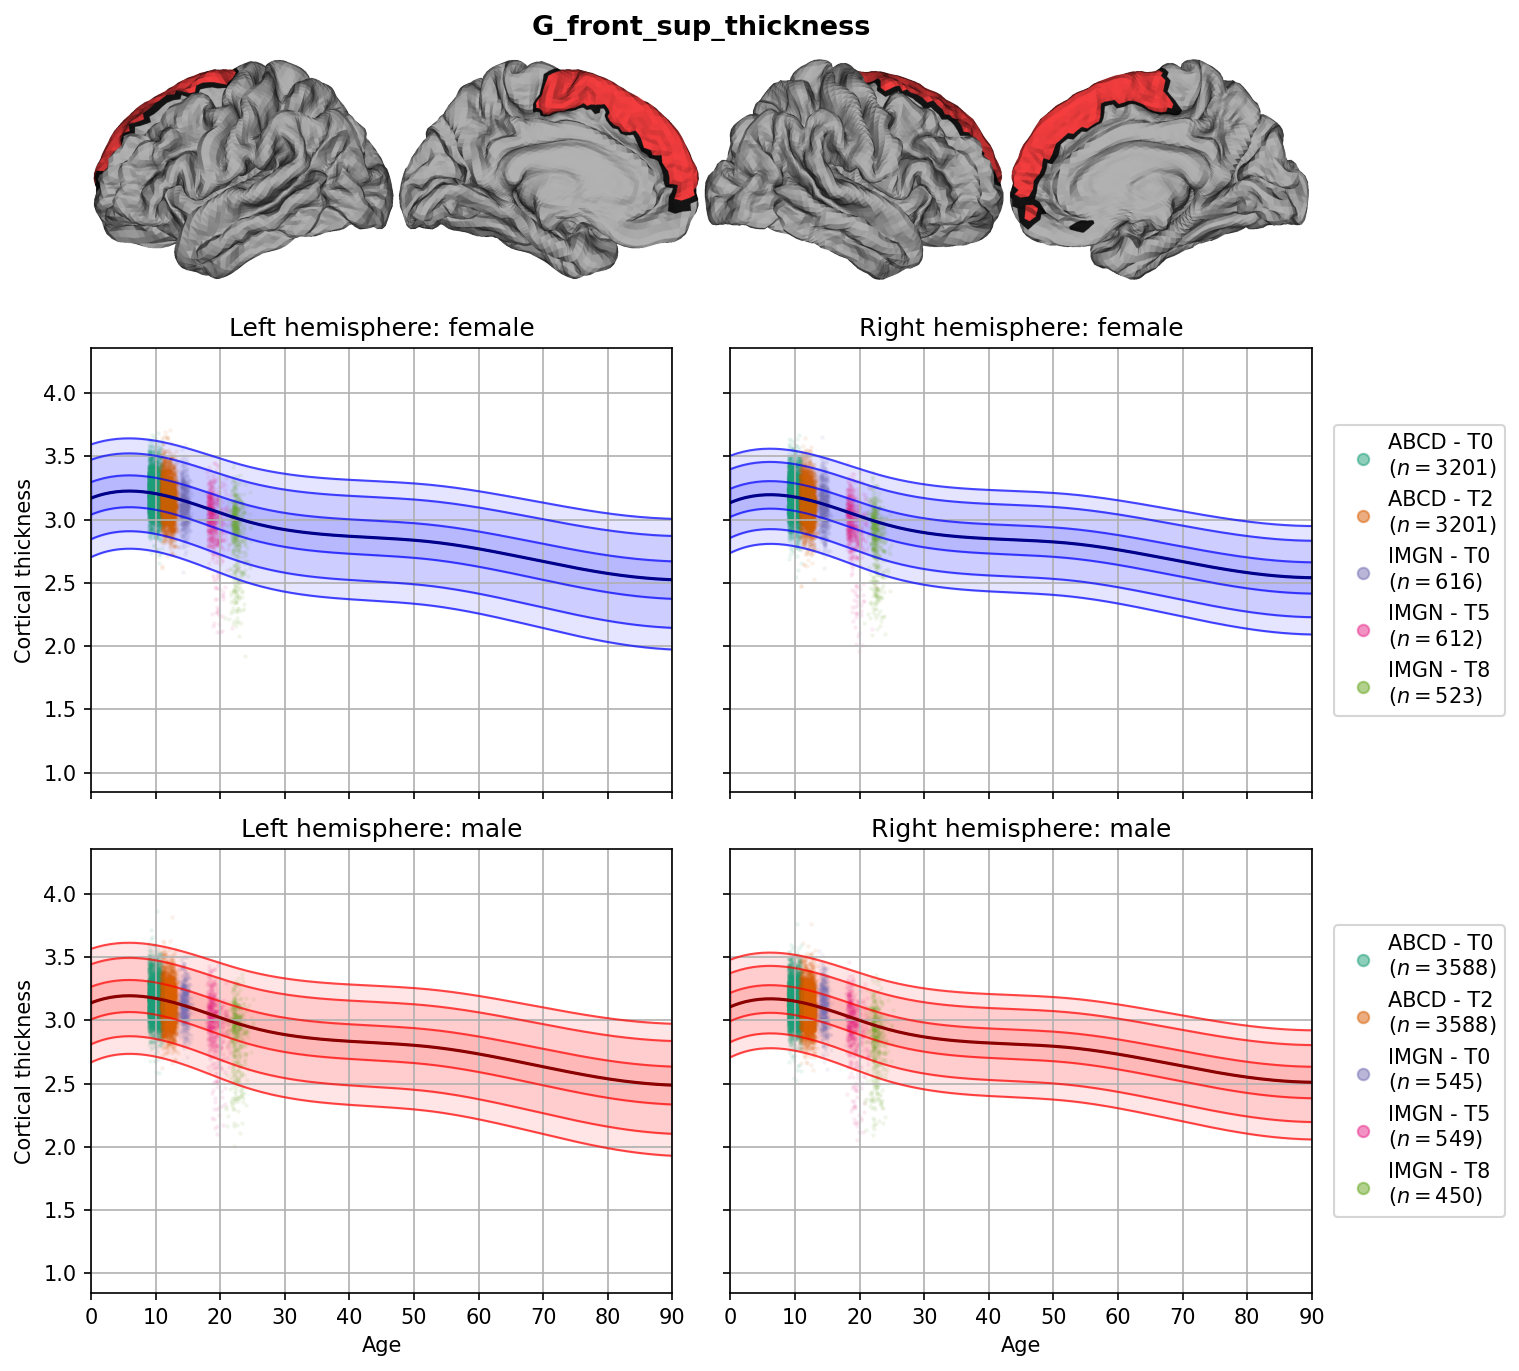 G_front_sup_thickness
Left hemisphere: female
Right hemisphere: female
Cortical thickness
4.0
3.5
3.0
2.5
2.0
1.5
1.0
ABCD - T0
(n = 3201)
ABCD - T2
(n = 3201)
IMGN - T0
(n = 616)
IMGN - T5
(n = 612)
IMGN - T8
(n = 523)
Left hemisphere: male
Right hemisphere: male
Cortical thickness
4.0
3.5
3.0
2.5
2.0
1.5
1.0
0 10 20 30 40 50 60 70 80 90
Age
0 10 20 30 40 50 60 70 80 90
Age
ABCD - T0
(n = 3588)
ABCD - T2
(n = 3588)
IMGN - T0
(n = 545)
IMGN - T5
(n = 549)
IMGN - T8
(n = 450)